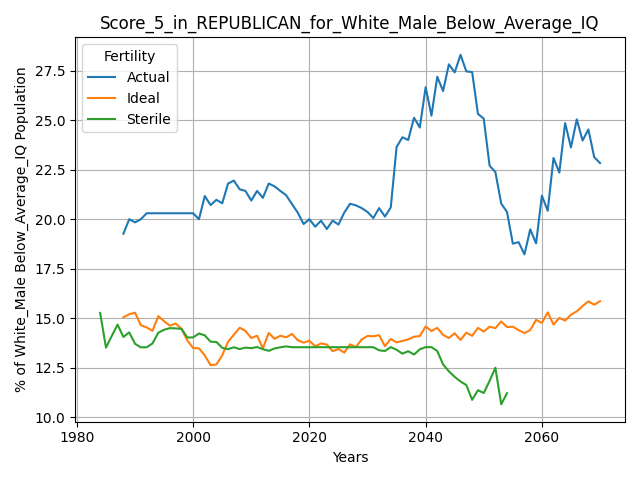 Score_5_in_REPUBLICAN_for_White_Male_Below_Average_IQ
% of White_Male Below_Average_IQ Population
27.5
25.0
22.5
20.0
17.5
15.0
12.5
10.0
Fertility
Actual
Ideal
Sterile
1980
2000
2020
2040
2060
Years